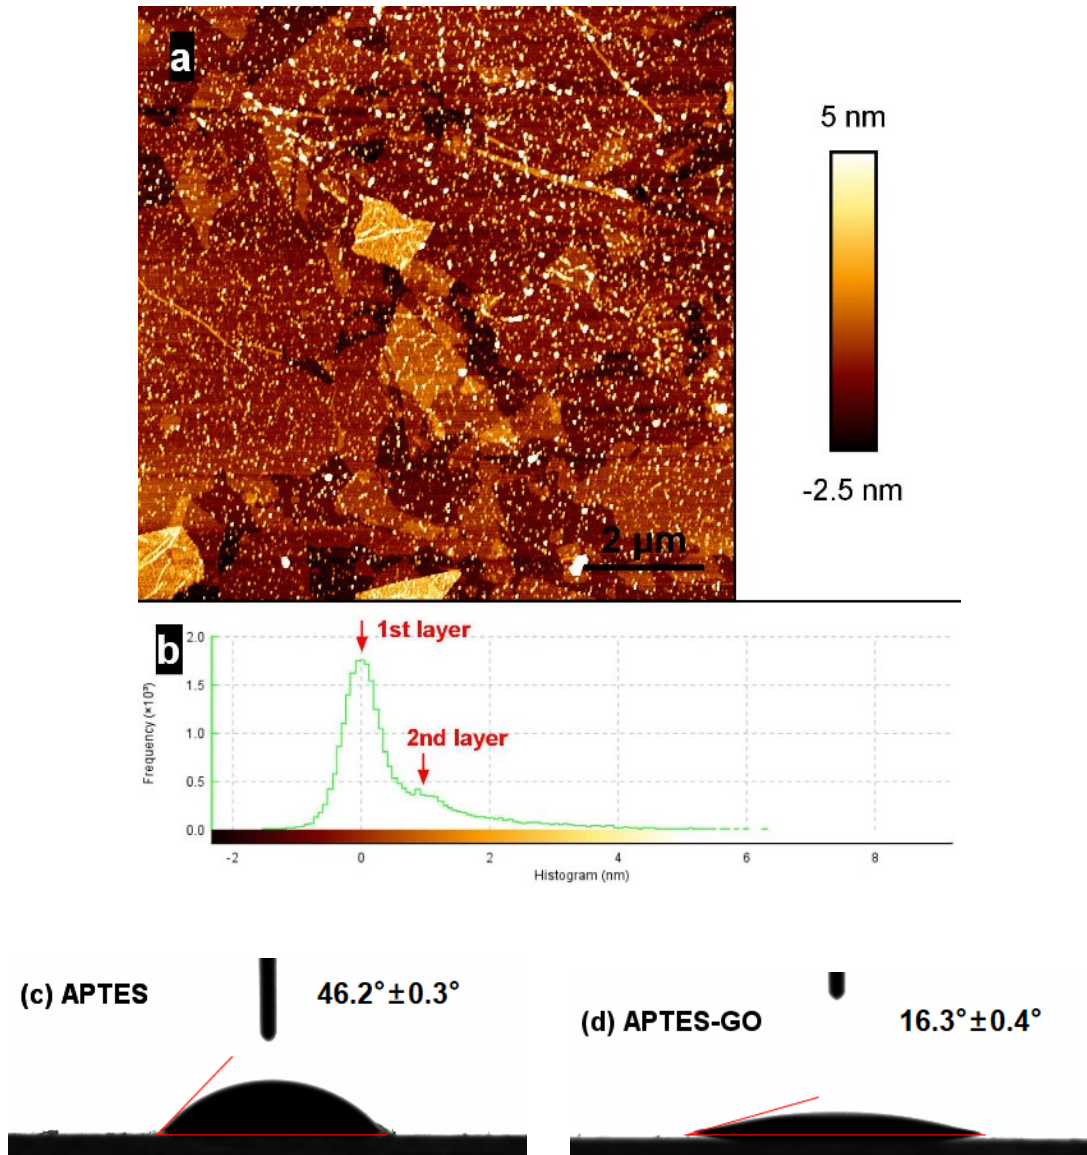 a
5 nm
-2.5 nm
2 µm
b
1st layer
2nd layer
Frequency (×10³)
2.0
1.5
1.0
0.5
0.0
-2
0
2
4
6
8
Histogram (nm)
(c) APTES
46.2°±0.3°
(d) APTES-GO
16.3°±0.4°